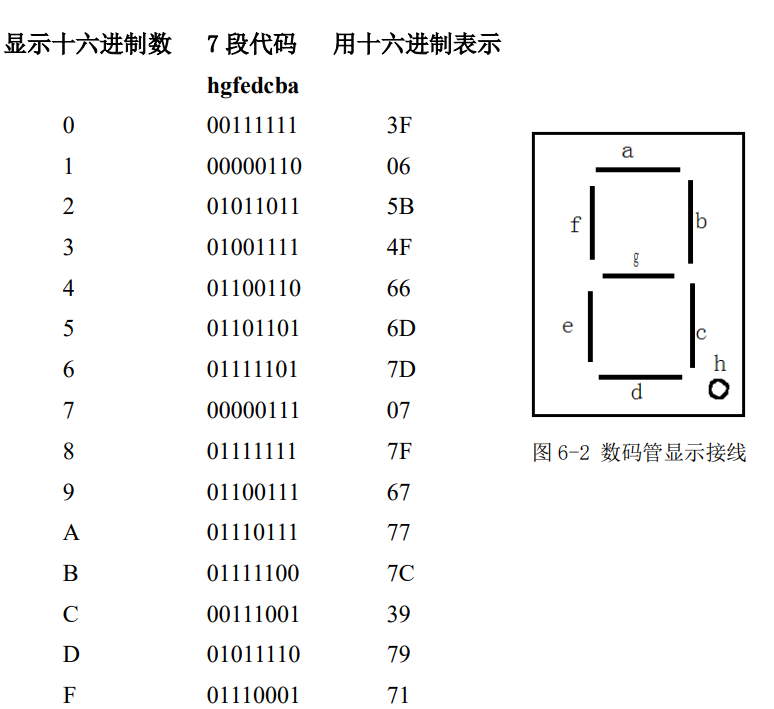 显示十六进制数 7 段代码 用十六进制表示
hgfedcba
0 00111111 3F
1 00000110 06
2 01011011 5B
3 01001111 4F
4 01100110 66
5 01101101 6D
6 01111101 7D
7 00000111 07
8 01111111 7F
9 01100111 67
A 01110111 77
B 01111100 7C
C 00111001 39
D 01011110 79
F 01110001 71
a
f
b
g
e
c
h
d
图 6-2 数码管显示接线